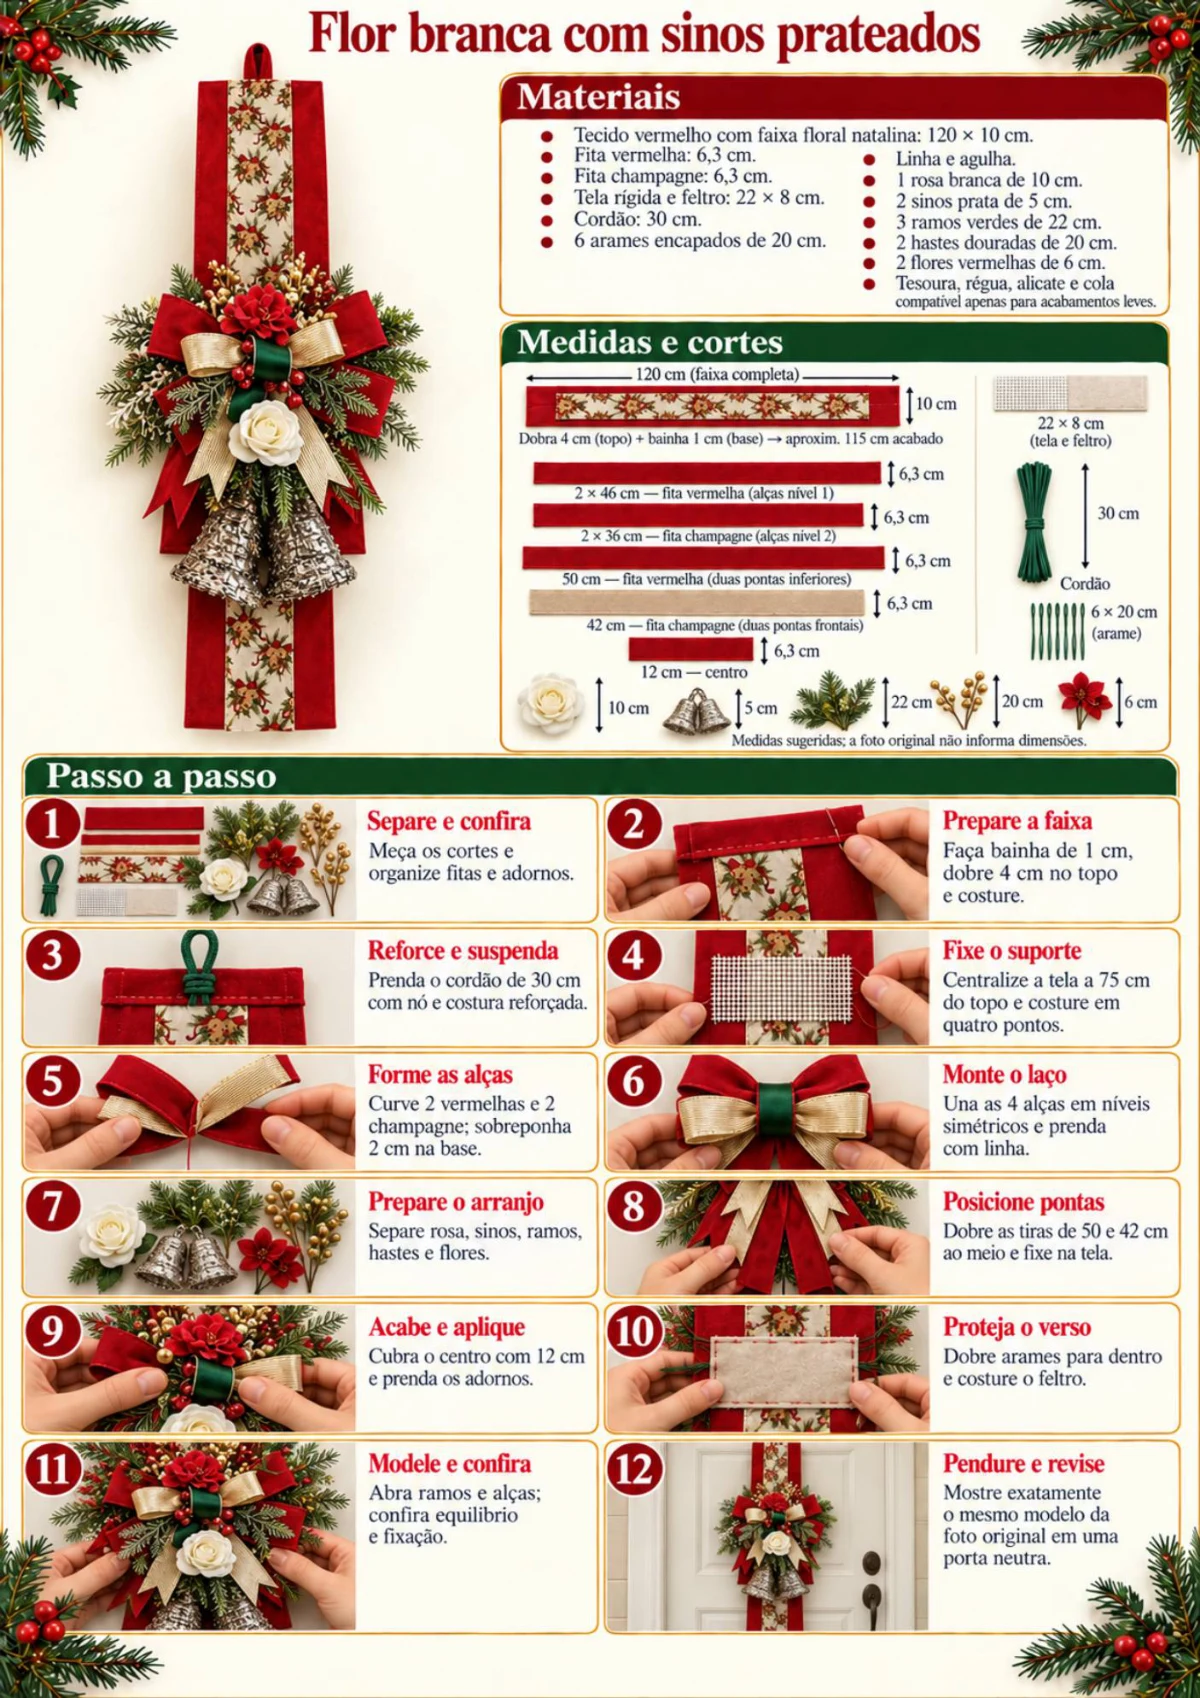 Flor branca com sinos prateados
Materiais
Tecido vermelho com faixa floral natalina: 120 × 10 cm.
Fita vermelha: 6,3 cm.
Fita champagne: 6,3 cm.
Tela rígida e feltro: 22 × 8 cm.
Cordão: 30 cm.
6 arames encapados de 20 cm.
Linha e agulha.
1 rosa branca de 10 cm.
2 sinos prata de 5 cm.
3 ramos verdes de 22 cm.
2 hastes douradas de 20 cm.
2 flores vermelhas de 6 cm.
Tesoura, régua, alicate e cola
compatível apenas para acabamentos leves.
Medidas e cortes
120 cm (faixa completa)
10 cm
Dobra 4 cm (topo) + bainha 1 cm (base) → aproxim. 115 cm acabado
6,3 cm
2 × 46 cm — fita vermelha (alças nível 1)
6,3 cm
2 × 36 cm — fita champagne (alças nivel 2)
6,3 cm
50 cm — fita vermelha (duas pontas inferiores)
6,3 cm
42 cm — fita champagne (duas pontas frontais)
6,3 cm
12 cm — centro
22 × 8 cm
(tela e feltro)
30 cm
Cordão
6 × 20 cm
(arame)
10 cm
5 cm
22 cm
20 cm
6 cm
Medidas sugeridas; a foto original não informa dimensões.
Passo a passo
1
Separe e confira
Meça os cortes e
organize fitas e adornos.
2
Prepare a faixa
Faça bainha de 1 cm,
dobre 4 cm no topo
e costure.
3
Reforce e suspenda
Prenda o cordão de 30 cm
com nó e costura reforçada.
4
Fixe o suporte
Centralize a tela a 75 cm
do topo e costure em
quatro pontos.
5
Forme as alças
Curve 2 vermelhas e 2
champagne; sobreponha
2 cm na base.
6
Monte o laço
Una as 4 alças em níveis
simétricos e prenda
com linha.
7
Prepare o arranjo
Separe rosa, sinos, ramos,
hastes e flores.
8
Posicione pontas
Dobre as tiras de 50 e 42 cm
ao meio e fixe na tela.
9
Acabe e aplique
Cubra o centro com 12 cm
e prenda os adornos.
10
Proteja o verso
Dobre arames para dentro
e costure o feltro.
11
Modele e confira
Abra ramos e alças;
confira equilibrio
e fixação.
12
Pendure e revise
Mostre exatamente
o mesmo modelo da
foto original em uma
porta neutra.